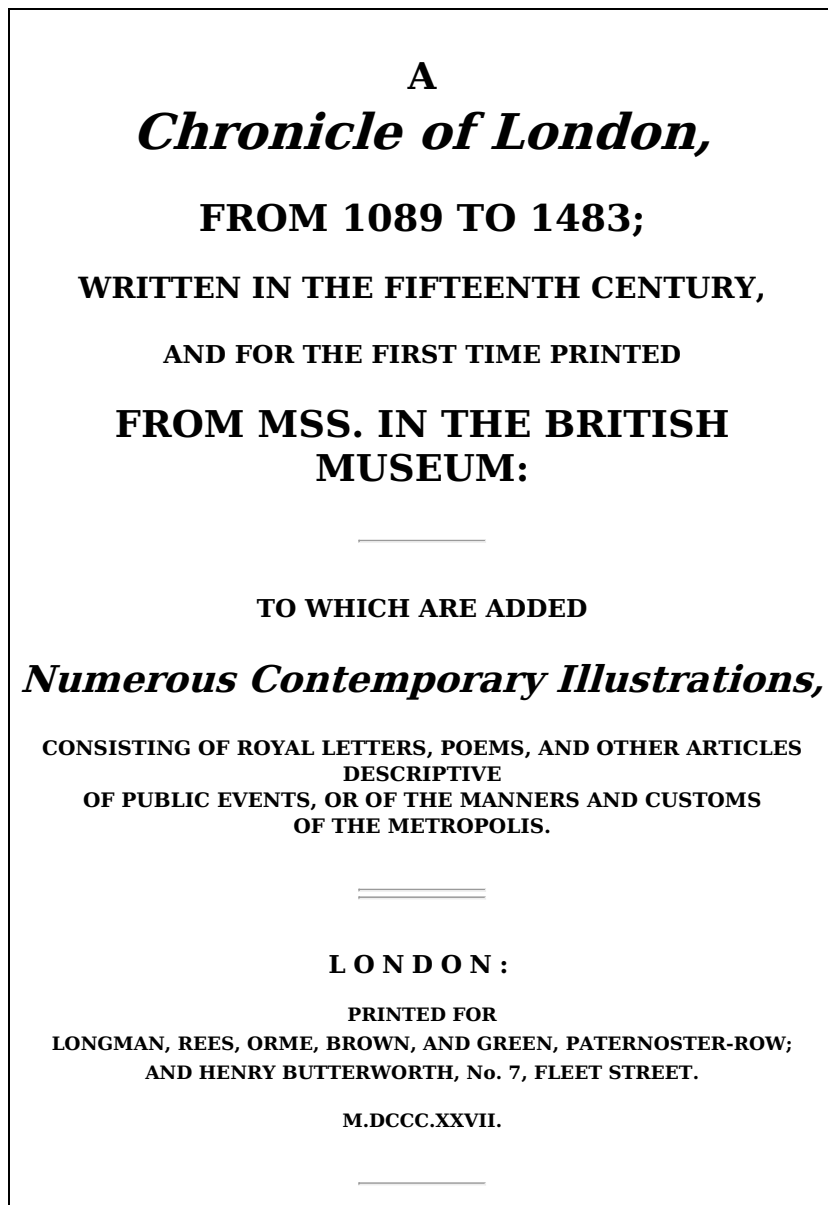 A
Chronicle of London,
FROM 1089 TO 1483;
WRITTEN IN THE FIFTEENTH CENTURY,
AND FOR THE FIRST TIME PRINTED
FROM MSS. IN THE BRITISH
MUSEUM:
TO WHICH ARE ADDED
Numerous Contemporary Illustrations,
CONSISTING OF ROYAL LETTERS, POEMS, AND OTHER ARTICLES
DESCRIPTIVE
OF PUBLIC EVENTS, OR OF THE MANNERS AND CUSTOMS
OF THE METROPOLIS.
LONDON:
PRINTED FOR
LONGMAN, REES, ORME, BROWN, AND GREEN, PATERNOSTER-ROW;
AND HENRY BUTTERWORTH, No. 7, FLEET STREET.
M.DCCC.XXVII.